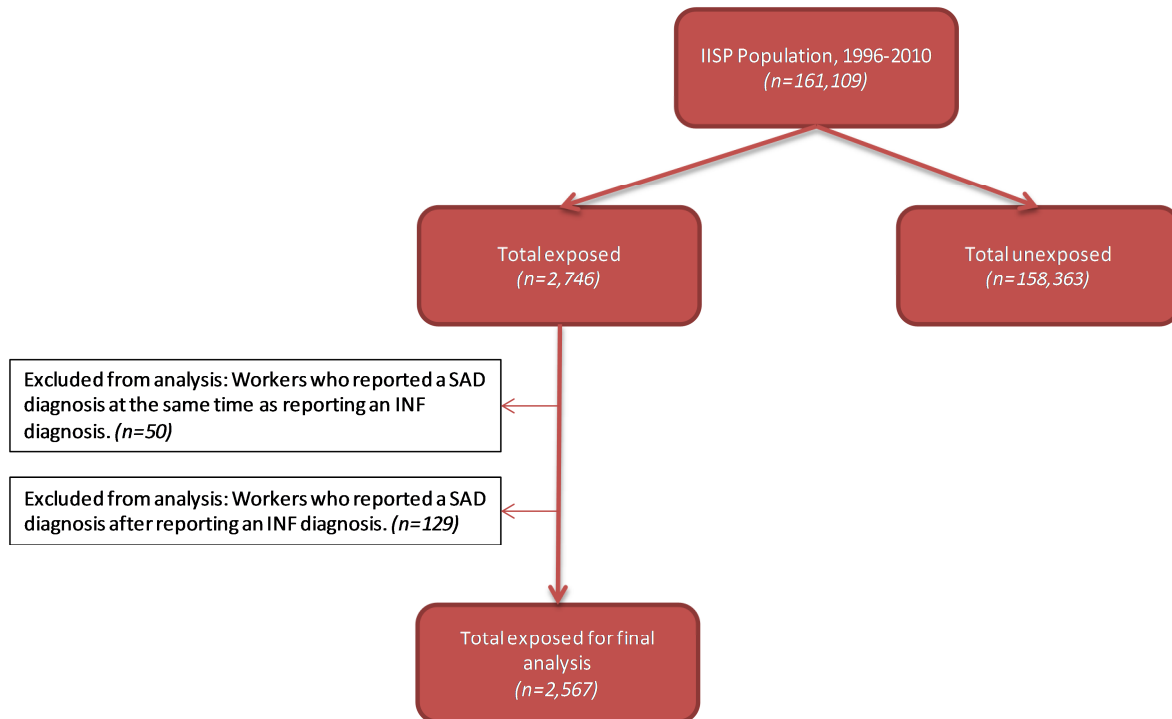 IISP Population, 1996-2010
(n=161,109)
Total exposed
(n=2,746)
Total unexposed
(n=158,363)
Excluded from analysis: Workers who reported a SAD
diagnosis at the same time as reporting an INF
diagnosis. (n=50)
Excluded from analysis: Workers who reported a SAD
diagnosis after reporting an INF diagnosis. (n=129)
Total exposed for final
analysis
(n=2,567)